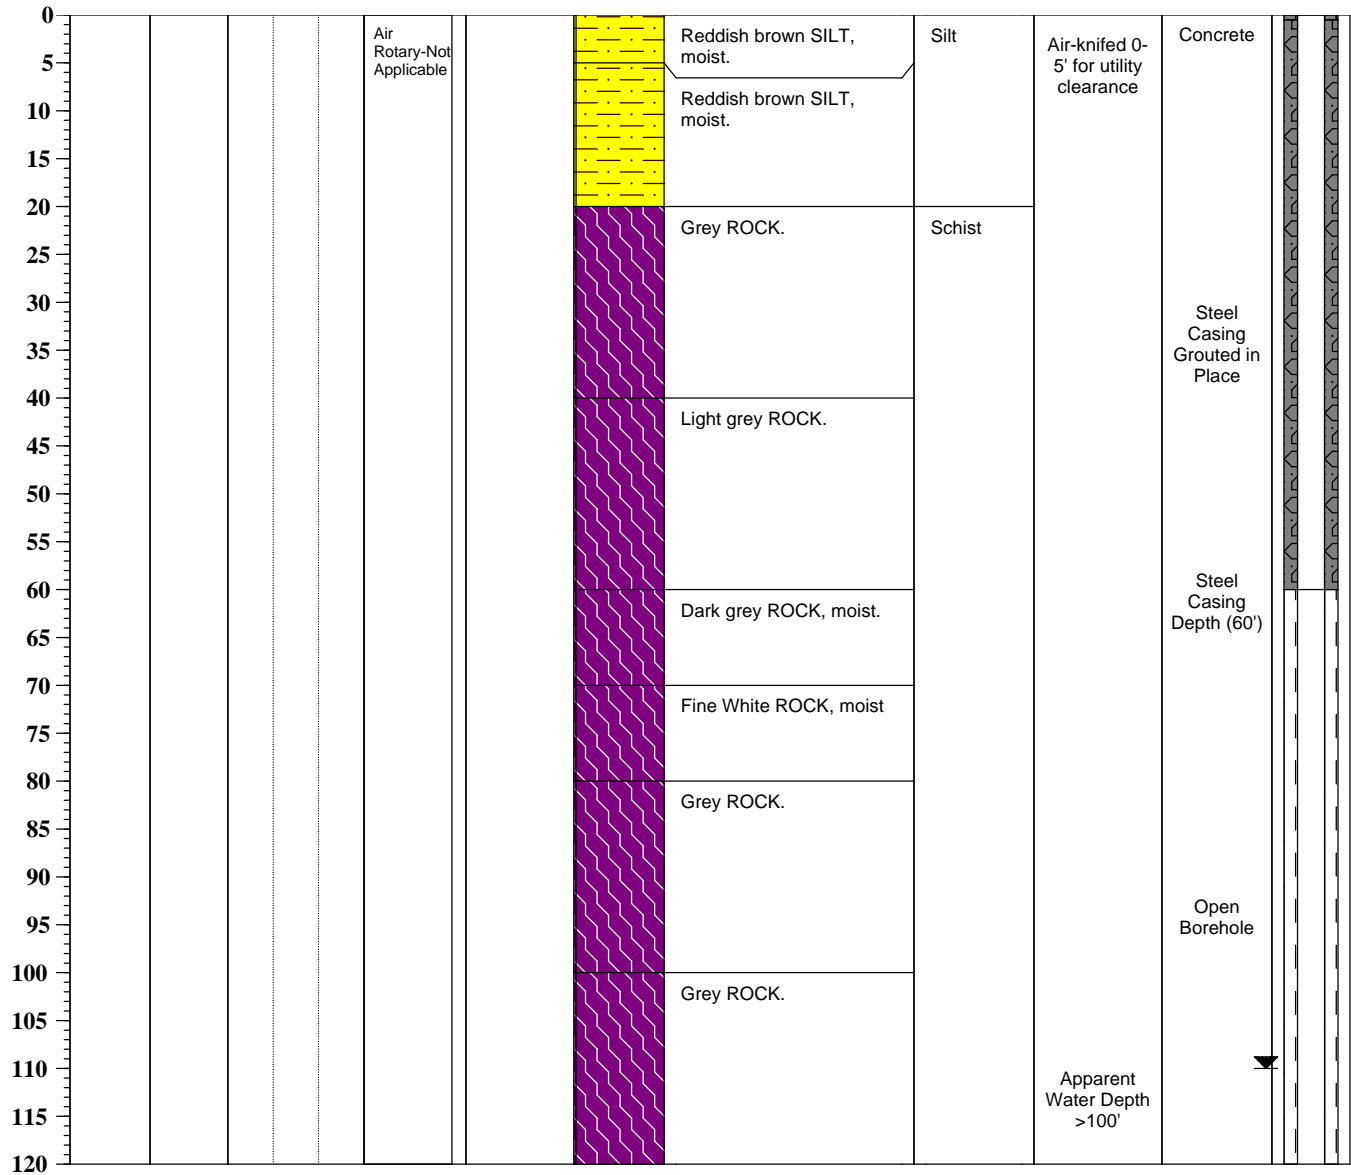 0
5
10
15
20
25
30
35
40
45
50
55
60
65
70
75
80
85
90
95
100
105
110
115
120
Air
Rotary-Not
Applicable
Reddish brown SILT,
moist.
Reddish brown SILT,
moist.
Grey ROCK.
Light grey ROCK.
Dark grey ROCK, moist.
Fine White ROCK, moist
Grey ROCK.
Grey ROCK.
Silt
Schist
Air-knifed 0-
5' for utility
clearance
Apparent
Water Depth
>100'
Concrete
Steel
Casing
Grouted in
Place
Steel
Casing
Depth (60')
Open
Borehole